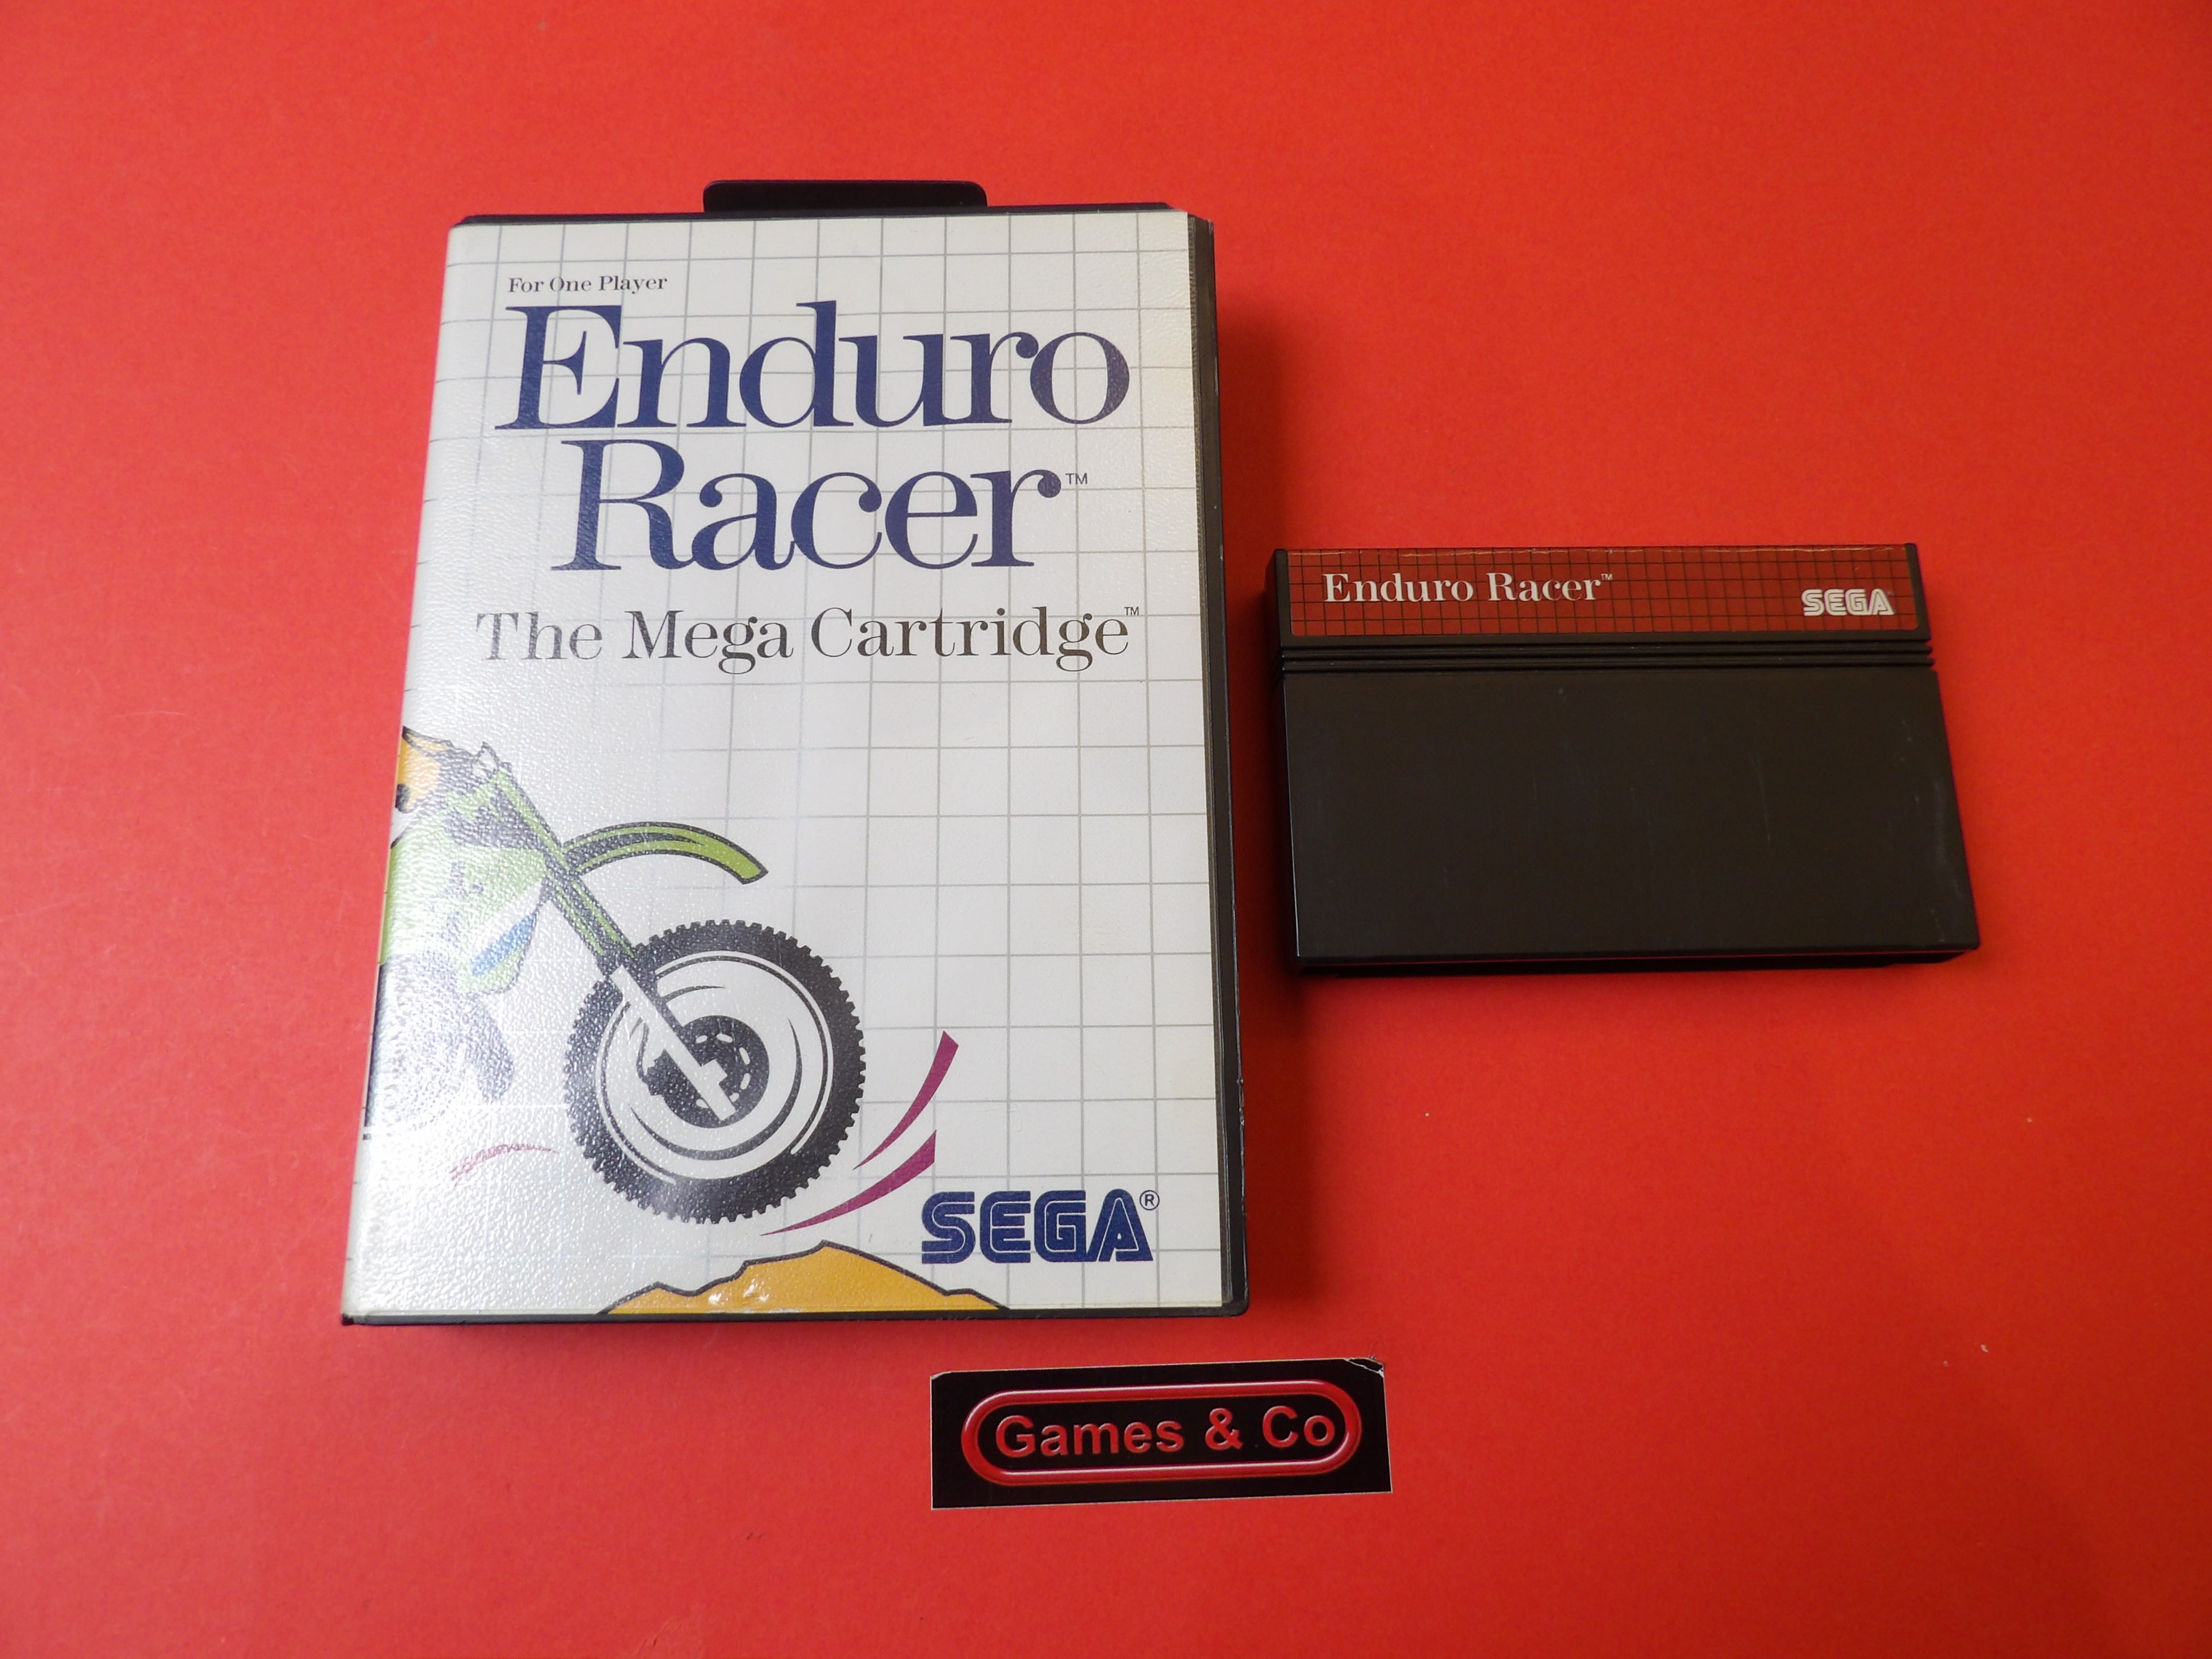 For One Player
Enduro
Racer™
The Mega Cartridge™
SEGA®
Enduro Racer™
SEGA
Games & Co